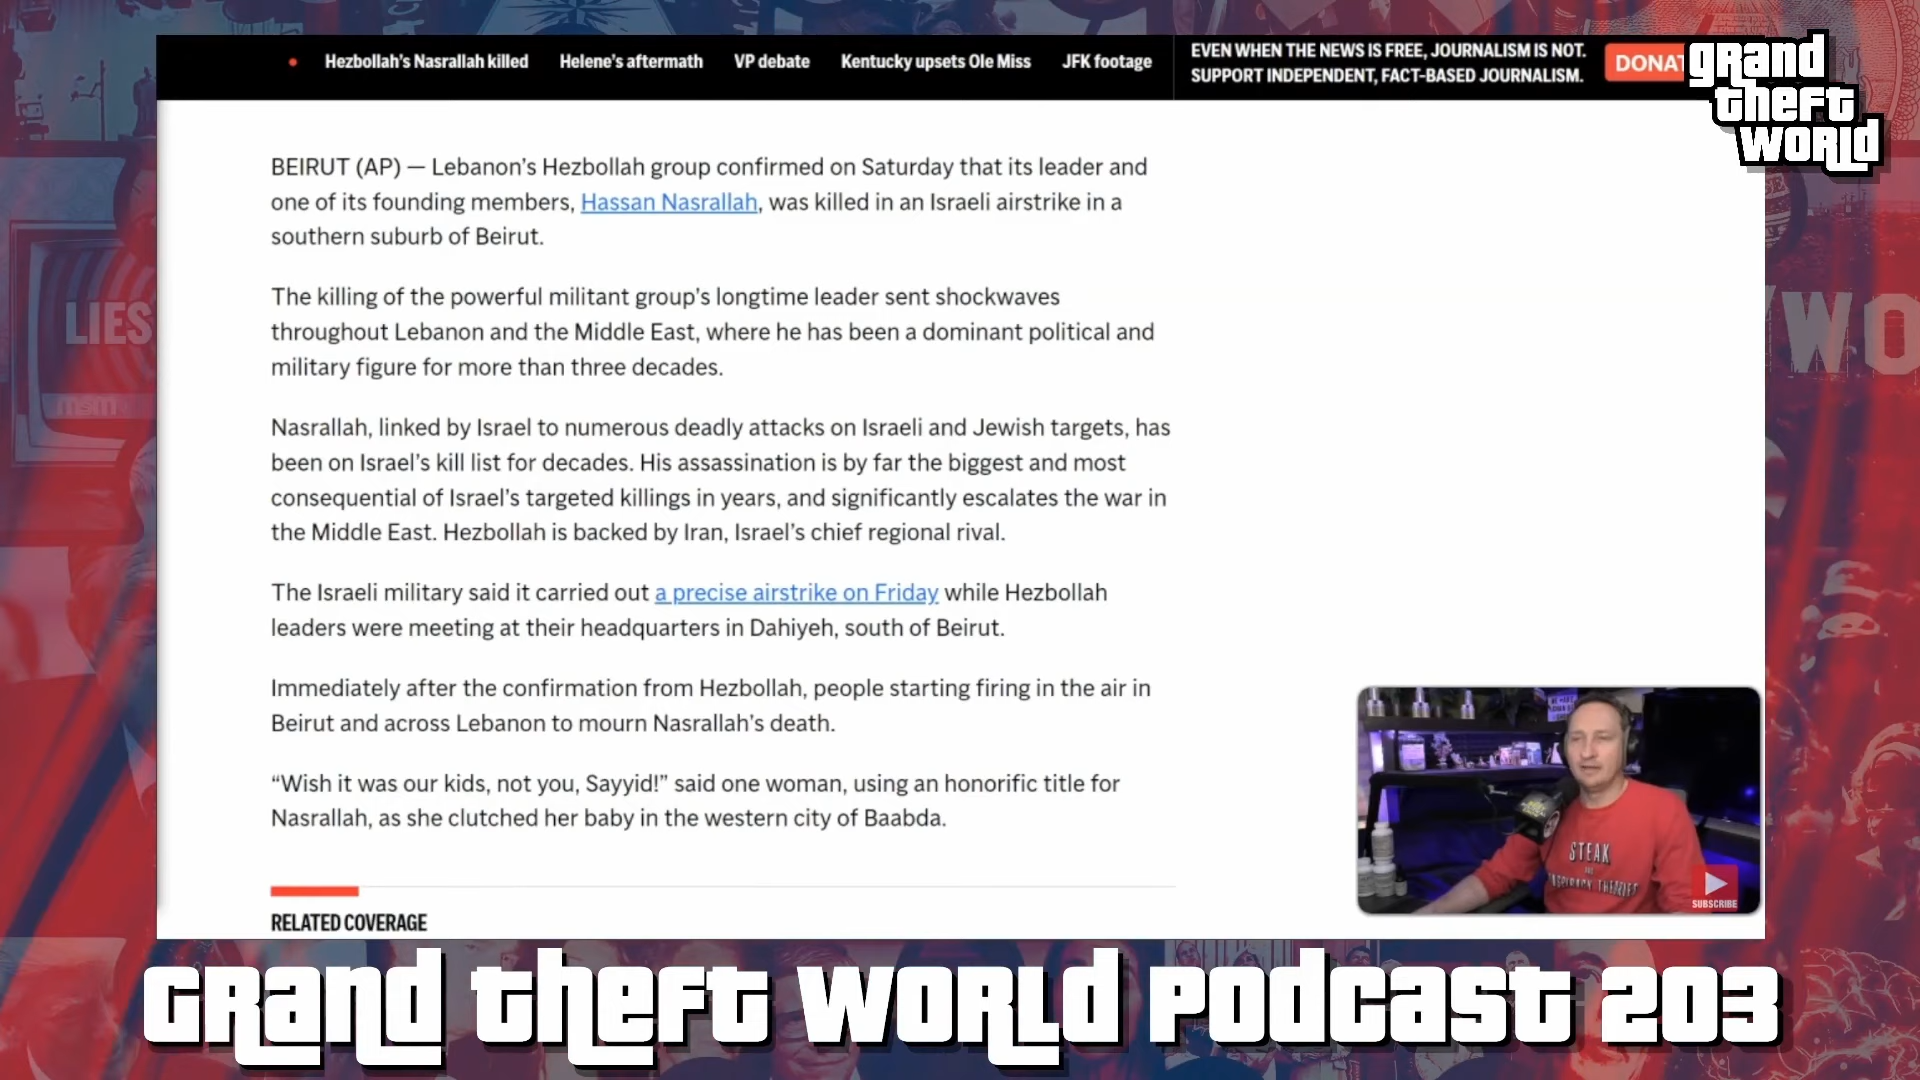 Hezbollah's Nasrallah killed
Helene's aftermath
VP debate
Kentucky upsets Ole Miss
JFK footage
EVEN WHEN THE NEWS IS FREE, JOURNALISM IS NOT.
SUPPORT INDEPENDENT, FACT-BASED JOURNALISM.
DONAT
grand
theft
world
BEIRUT (AP) — Lebanon's Hezbollah group confirmed on Saturday that its leader and
one of its founding members, Hassan Nasrallah, was killed in an Israeli airstrike in a
southern suburb of Beirut.
The killing of the powerful militant group's longtime leader sent shockwaves
throughout Lebanon and the Middle East, where he has been a dominant political and
military figure for more than three decades.
Nasrallah, linked by Israel to numerous deadly attacks on Israeli and Jewish targets, has
been on Israel's kill list for decades. His assassination is by far the biggest and most
consequential of Israel's targeted killings in years, and significantly escalates the war in
the Middle East. Hezbollah is backed by Iran, Israel's chief regional rival.
The Israeli military said it carried out a precise airstrike on Friday while Hezbollah
leaders were meeting at their headquarters in Dahiyeh, south of Beirut.
Immediately after the confirmation from Hezbollah, people starting firing in the air in
Beirut and across Lebanon to mourn Nasrallah's death.
“Wish it was our kids, not you, Sayyid!” said one woman, using an honorific title for
Nasrallah, as she clutched her baby in the western city of Baabda.
RELATED COVERAGE
LIES
msm
WO
STEAK
AND
CONSPIRACY THEORIES
SUBSCRIBE
GRAND THEFT WORLD PODCAST 203